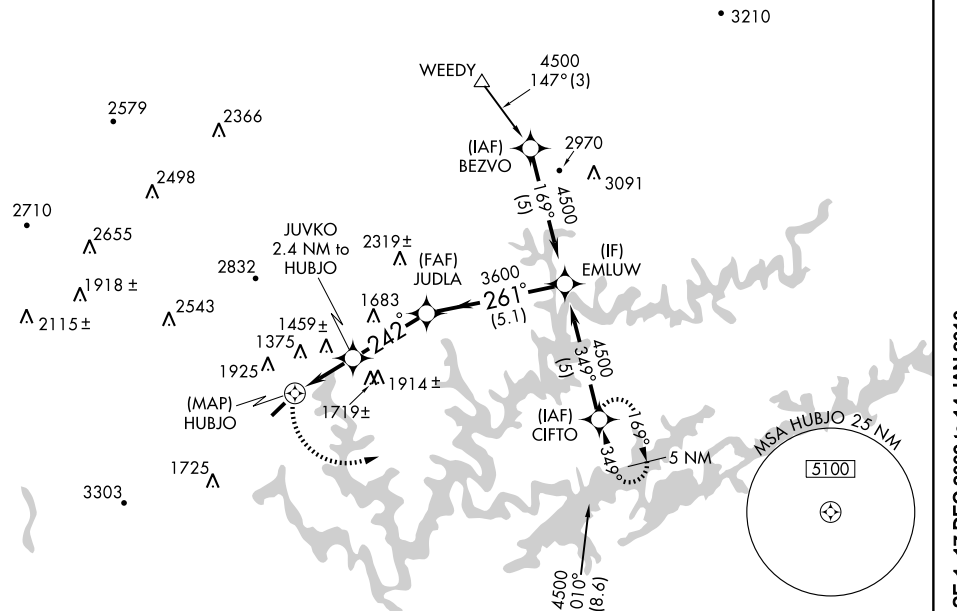 3210
4500
147° (3)
WEEDY
2579
2366
(IAF)
BEZVO
2970
3091
2498
4500
169°
(5)
2710
JUVKO
2.4 NM to
HUBJO
2319±
(FAF)
JUDLA
(IF)
EMLUW
2655
2832
3600
261°
(5.1)
1918 ±
2115±
2543
1683
242°
1459±
1375
1925
4500
349°
(5)
1914 ±
1719±
(MAP)
HUBJO
(IAF)
CIFTO
169°
349°
5 NM
MSA HUBJO 25 NM
5100
1725
3303
4500
010°
(8.6)